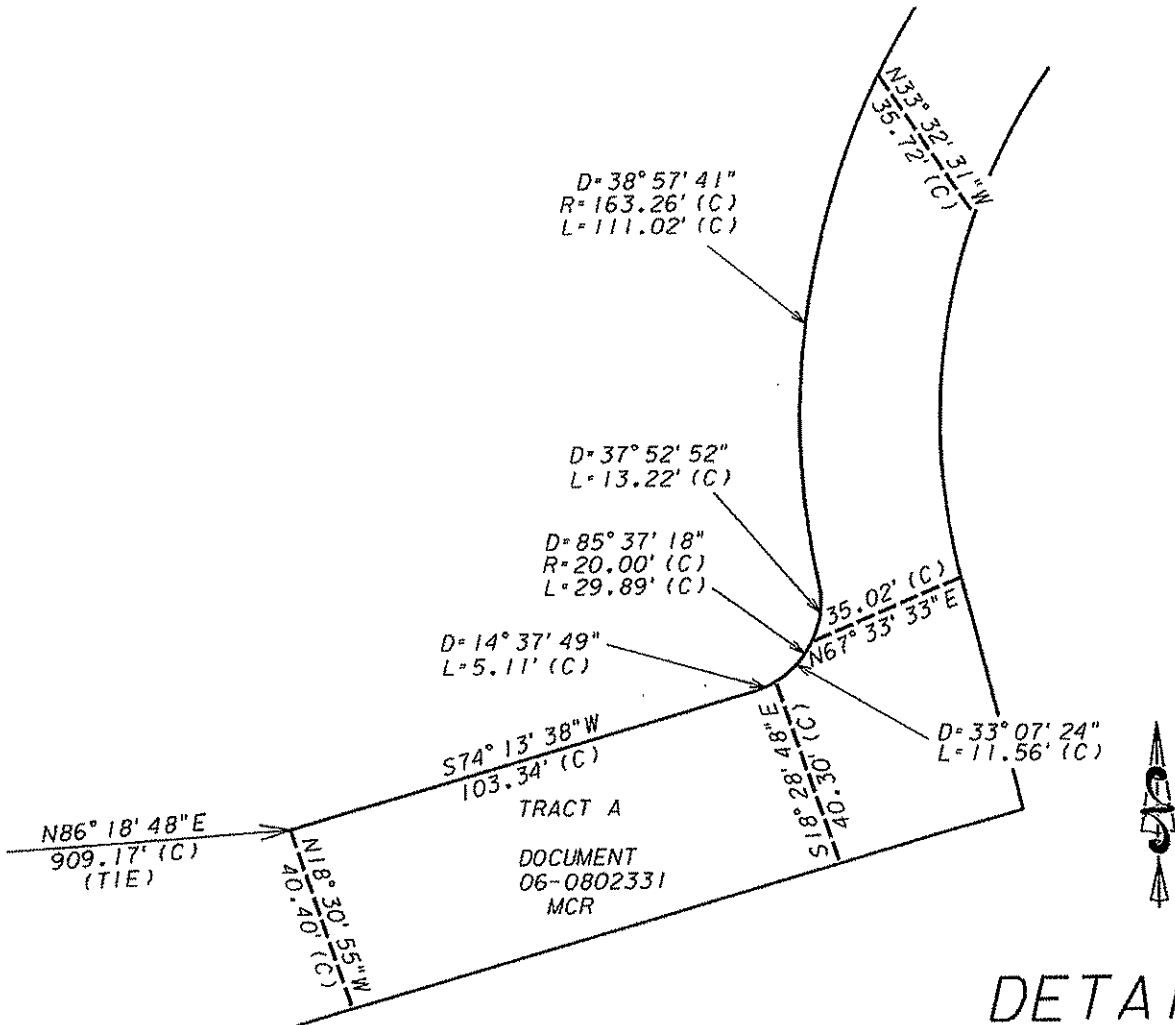 N33°32'31"W
35.72' (C)
D=38°57'41"
R=163.26' (C)
L=111.02' (C)
D=37°52'52"
L=13.22' (C)
D=85°37'18"
R=20.00' (C)
L=29.89' (C)
35.02' (C)
N67°33'33"E
D=14°37'49"
L=5.11' (C)
S74°13'38"W
103.34' (C)
S18°28'48"E
40.30' (C)
D=33°07'24"
L=11.56' (C)
TRACT A
N86°18'48"E
909.17' (C)
(TIE)
N18°30'55"W
40.40' (C)
DOCUMENT
06-0802331
MCR
DETAI